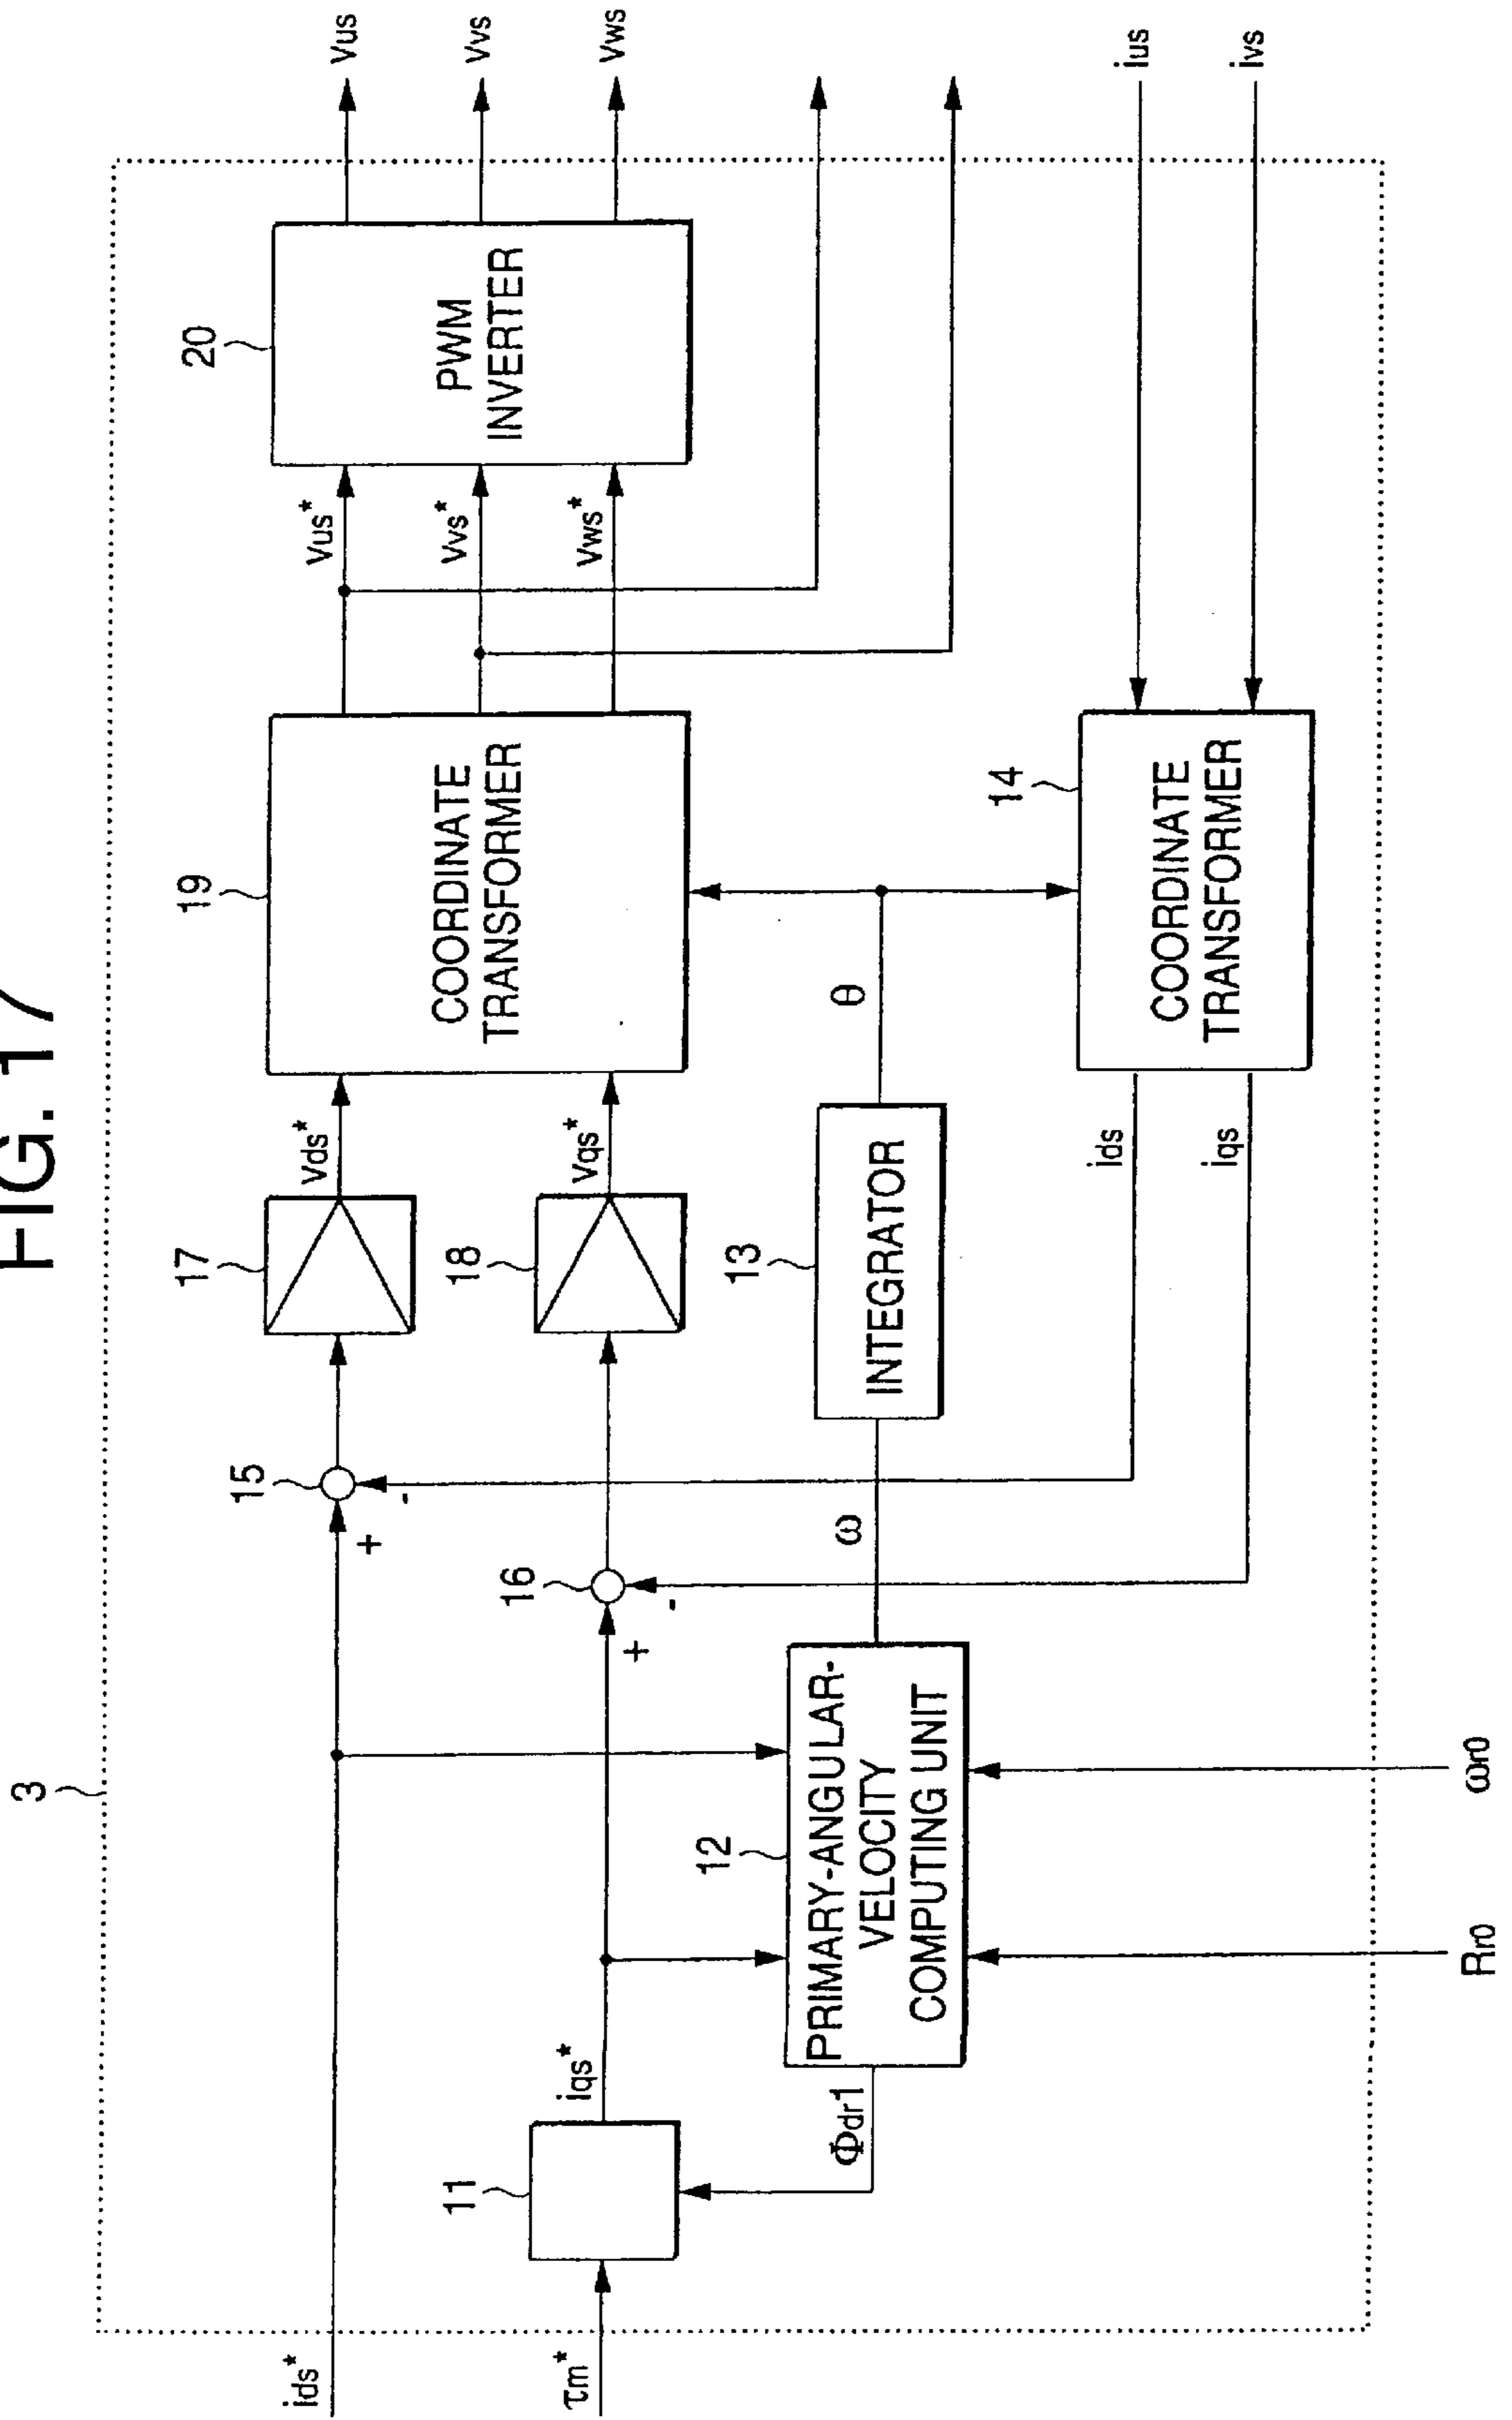 FIG. 17
3
ids*
τm*
11
iqs*
Φdr1
12
PRIMARY-ANGULAR-
VELOCITY
COMPUTING UNIT
Rr0
ωr0
+
-
15
+
-
16
ω
17
18
13
INTEGRATOR
θ
Vds*
Vqs*
ids
iqs
19
COORDINATE
TRANSFORMER
14
COORDINATE
TRANSFORMER
Vus*
Vvs*
Vws*
20
PWM
INVERTER
Vus
Vvs
Vws
ius
ivs